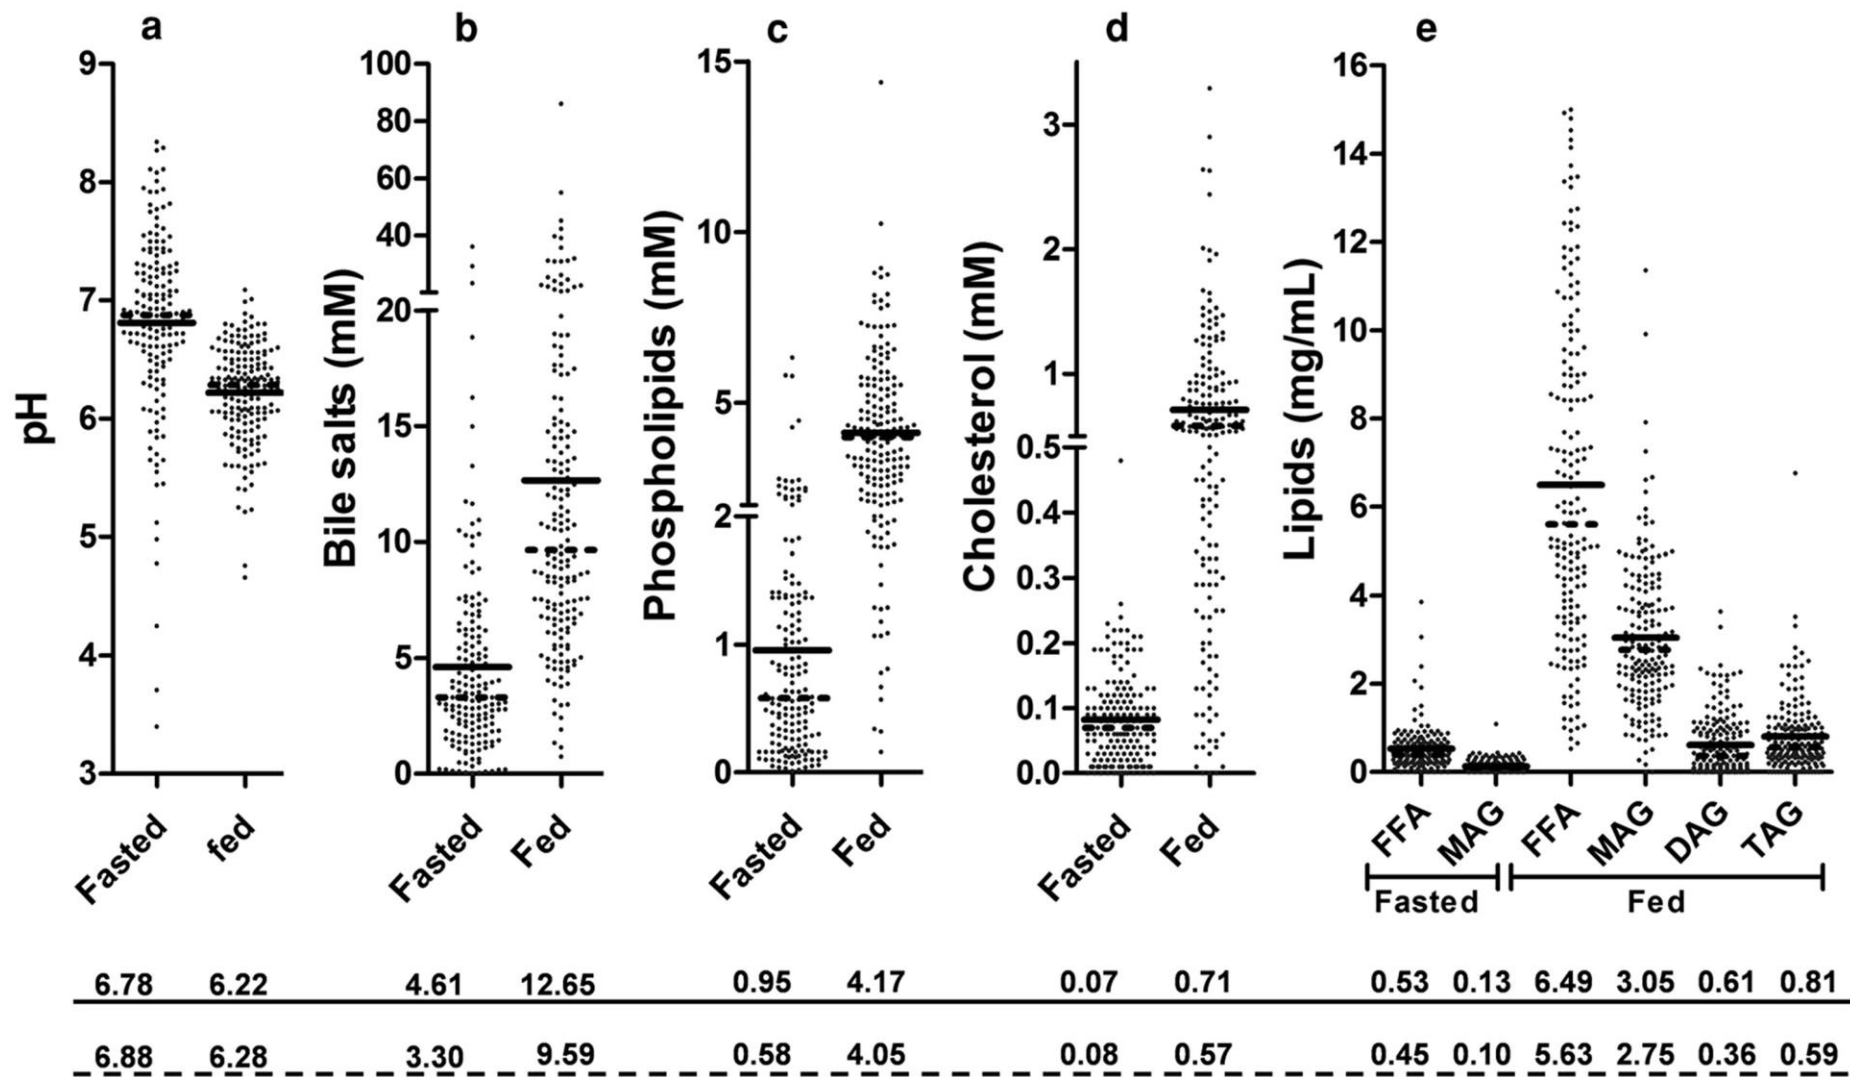 a b c d e
pH
9
8
7
6
5
4
3
Fasted fed
Bile salts (mM)
100
80
60
40
20
15
10
5
0
Fasted Fed
Phospholipids (mM)
15
10
5
2
2
1
0
Fasted Fed
Cholesterol (mM)
3
2
1
0.5
0.4
0.3
0.2
0.1
0.0
Fasted Fed
Lipids (mg/mL)
16
14
12
10
8
6
4
2
0
FFA MAG FFA MAG DAG TAG
Fasted Fed
6.78 6.22 4.61 12.65 0.95 4.17 0.07 0.71 0.53 0.13 6.49 3.05 0.61 0.81
6.88 6.28 3.30 9.59 0.58 4.05 0.08 0.57 0.45 0.10 5.63 2.75 0.36 0.59